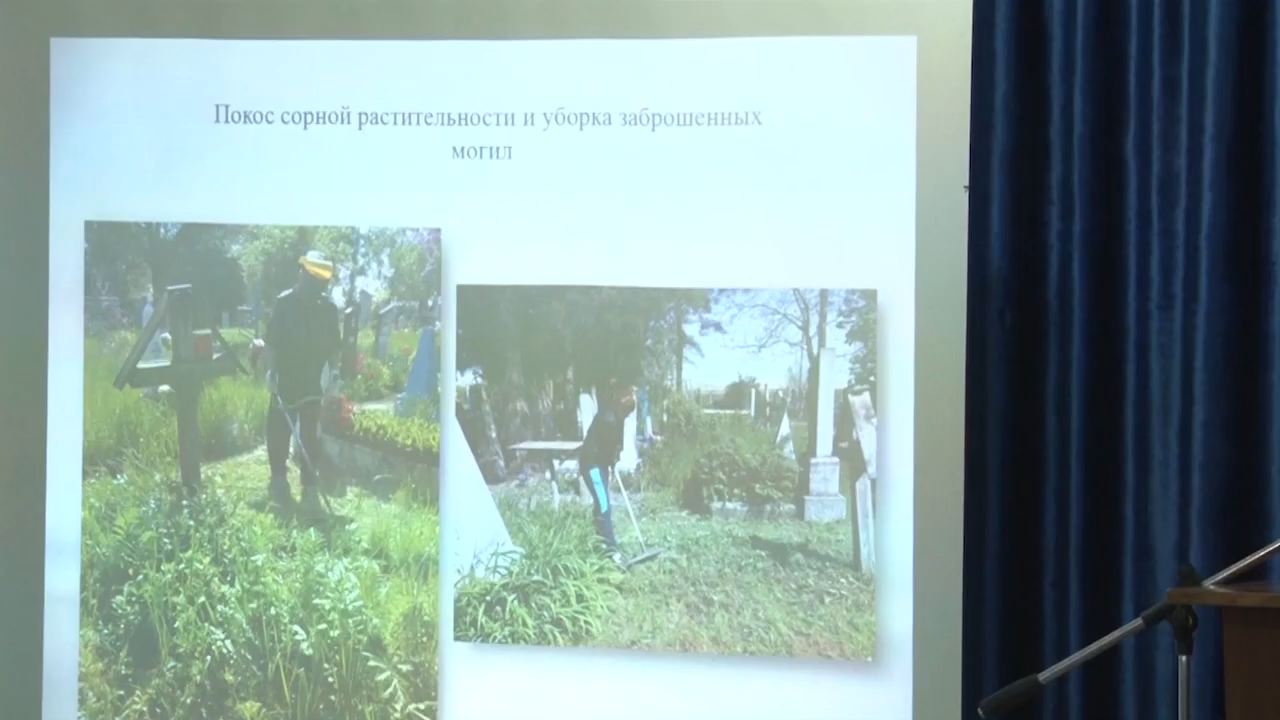 Покос сорной растительности и уборка заброшенных
могил